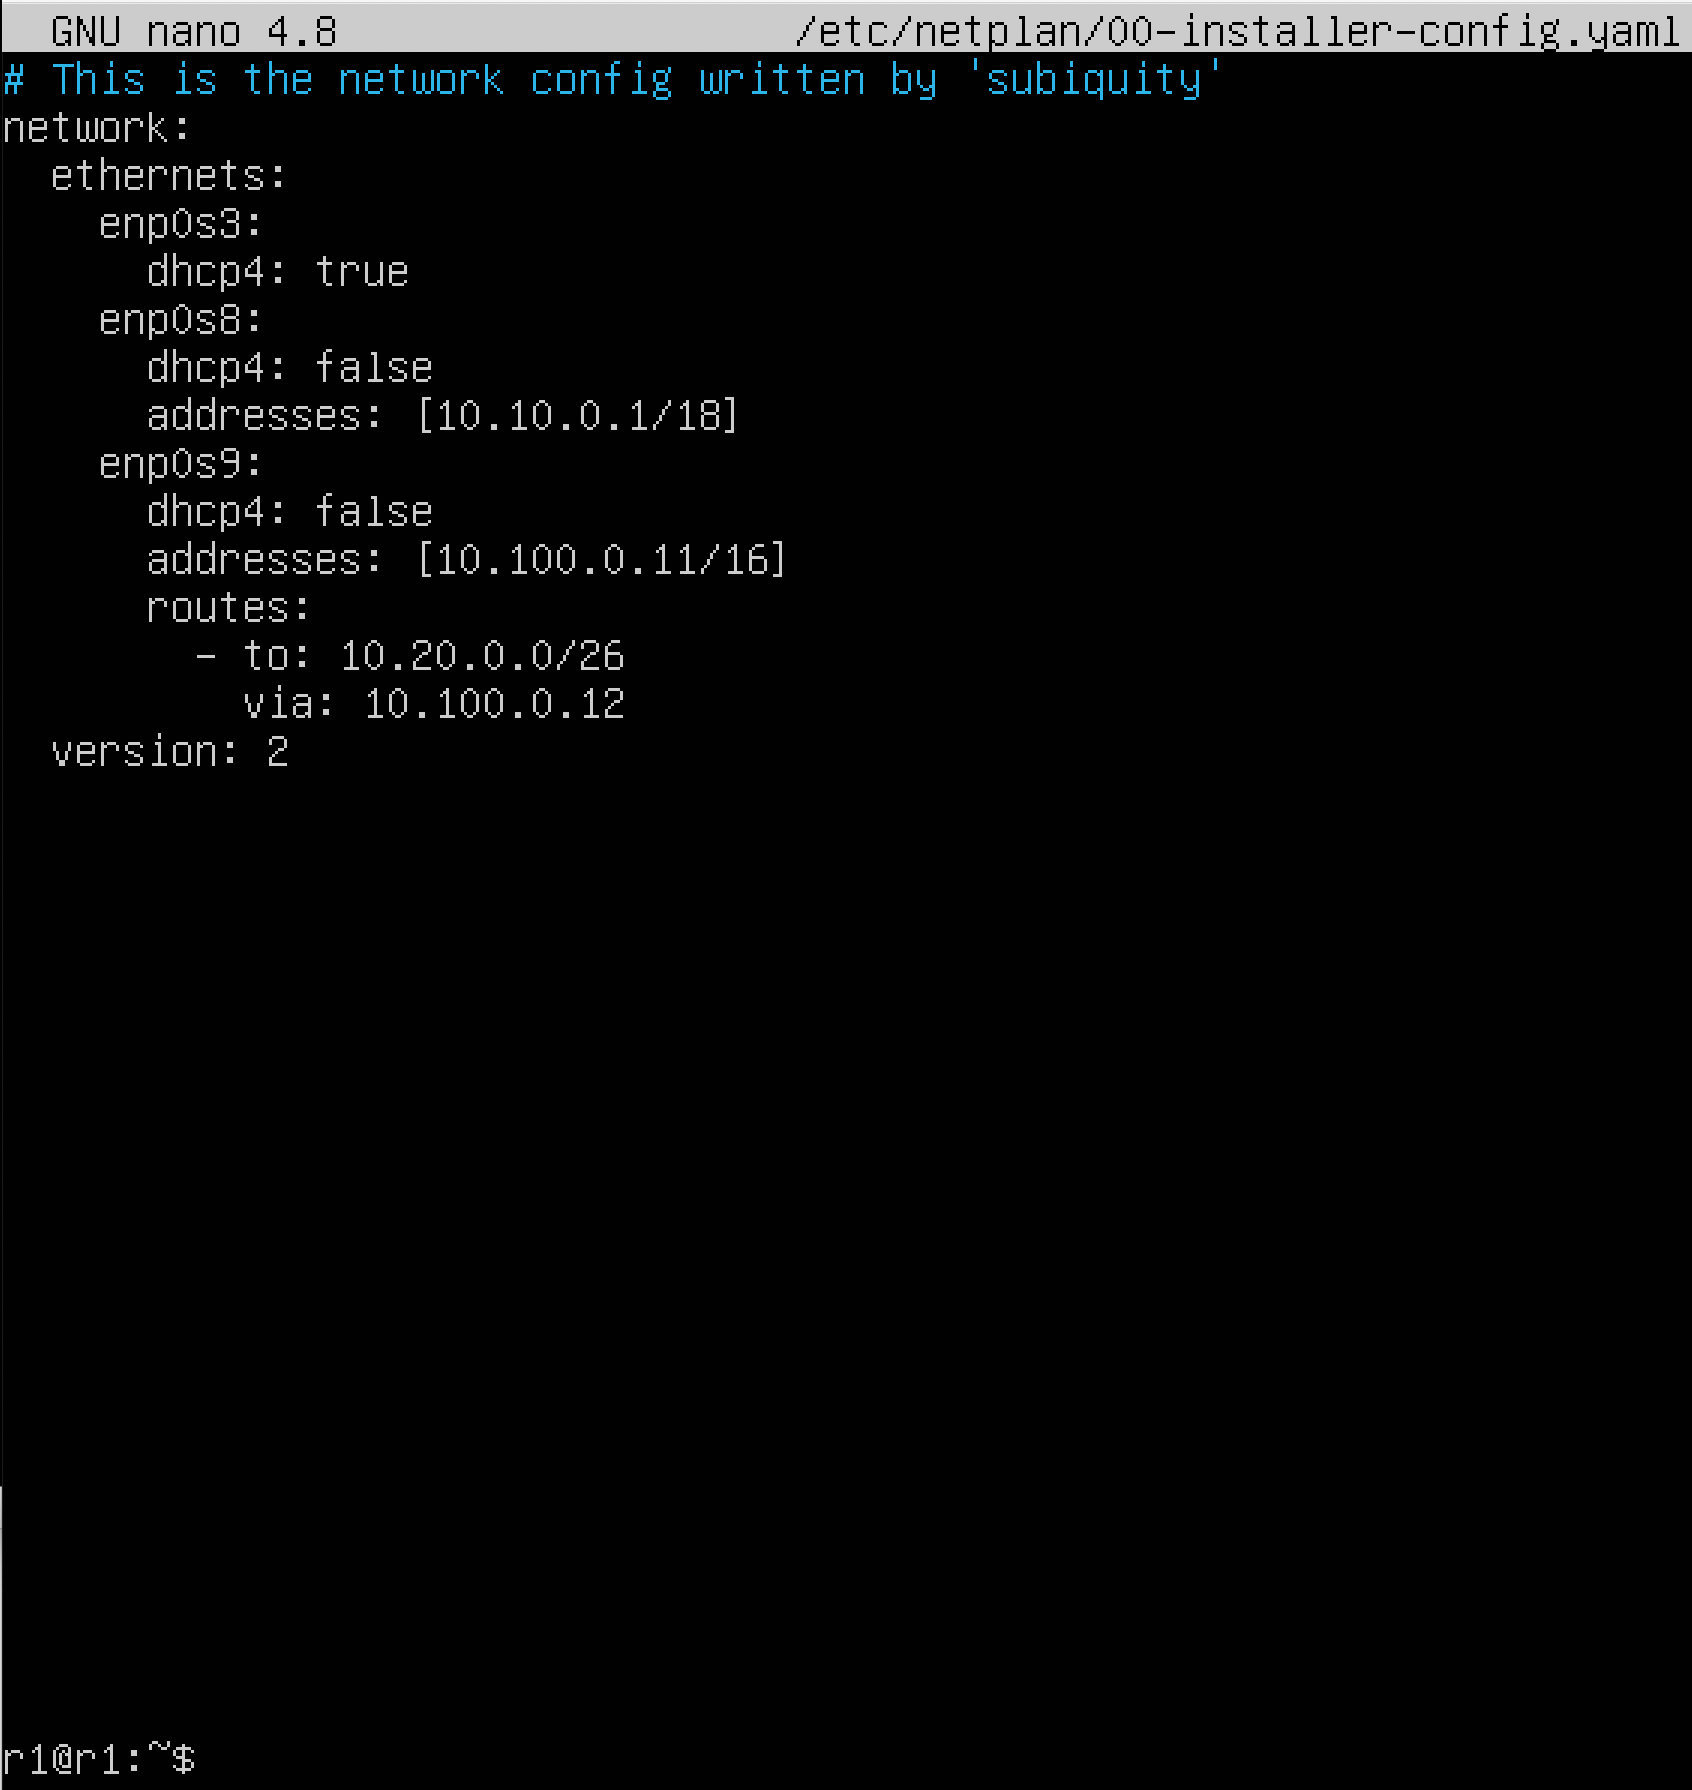 GNU nano 4.8 /etc/netplan/00-installer-config.yaml
# This is the network config written by 'subiquity'
network:
  ethernets:
    enp0s3:
      dhcp4: true
    enp0s8:
      dhcp4: false
      addresses: [10.10.0.1/18]
    enp0s9:
      dhcp4: false
      addresses: [10.100.0.11/16]
      routes:
        - to: 10.20.0.0/26
          via: 10.100.0.12
  version: 2
r1@r1:~$